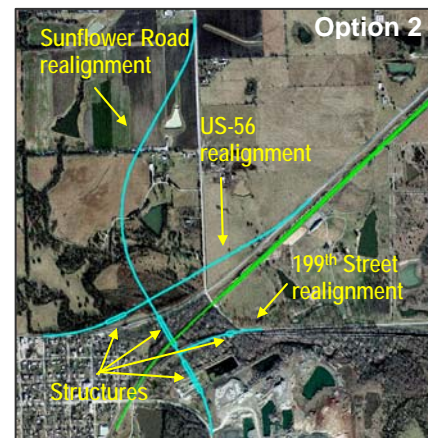 Option 2
Sunflower Road
realignment
US-56
realignment
199th Street
realignment
Structures